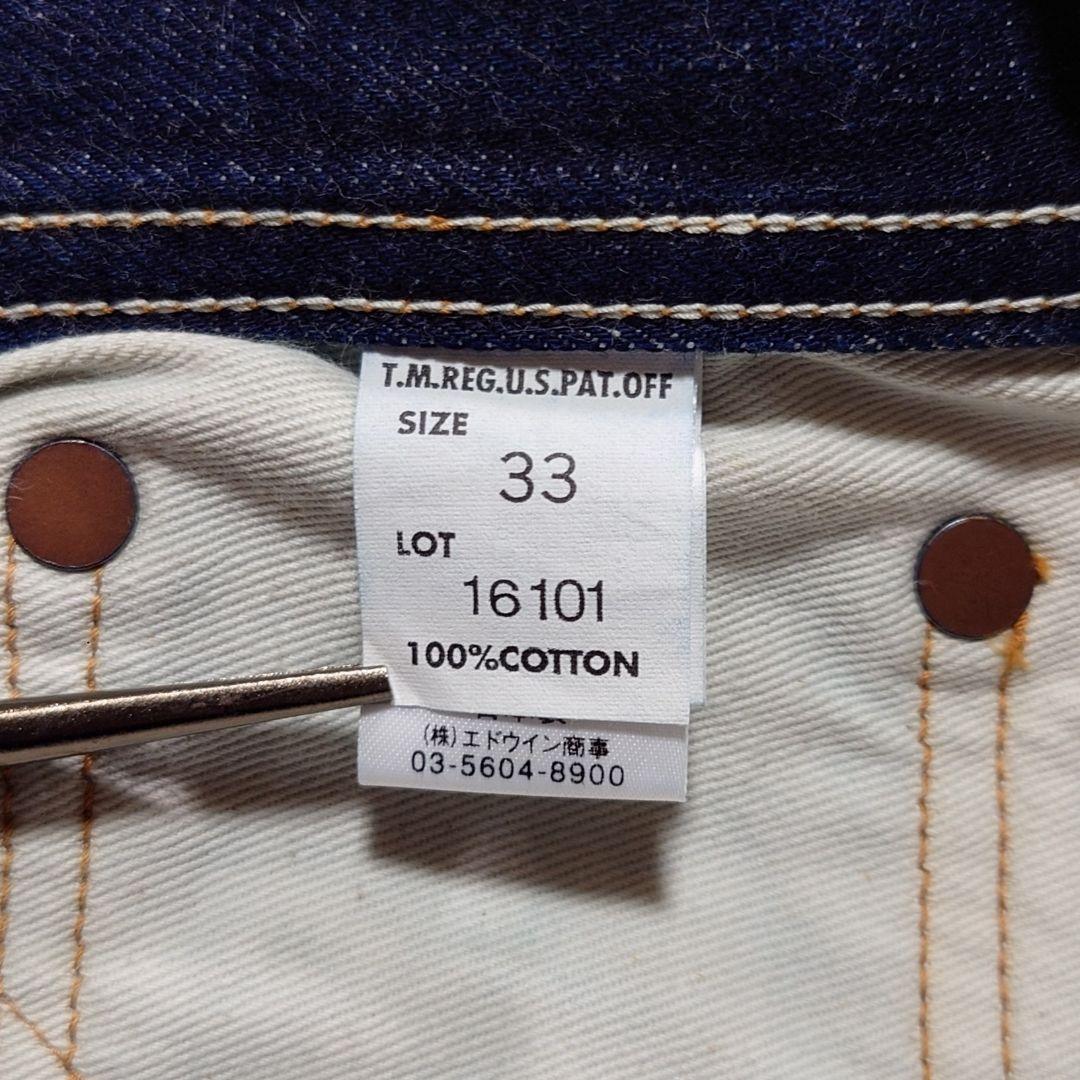 T.M.REG.U.S.PAT.OFF
SIZE
33
LOT
16101
100%COTTON
(株)エドウイン商事
03-5604-8900